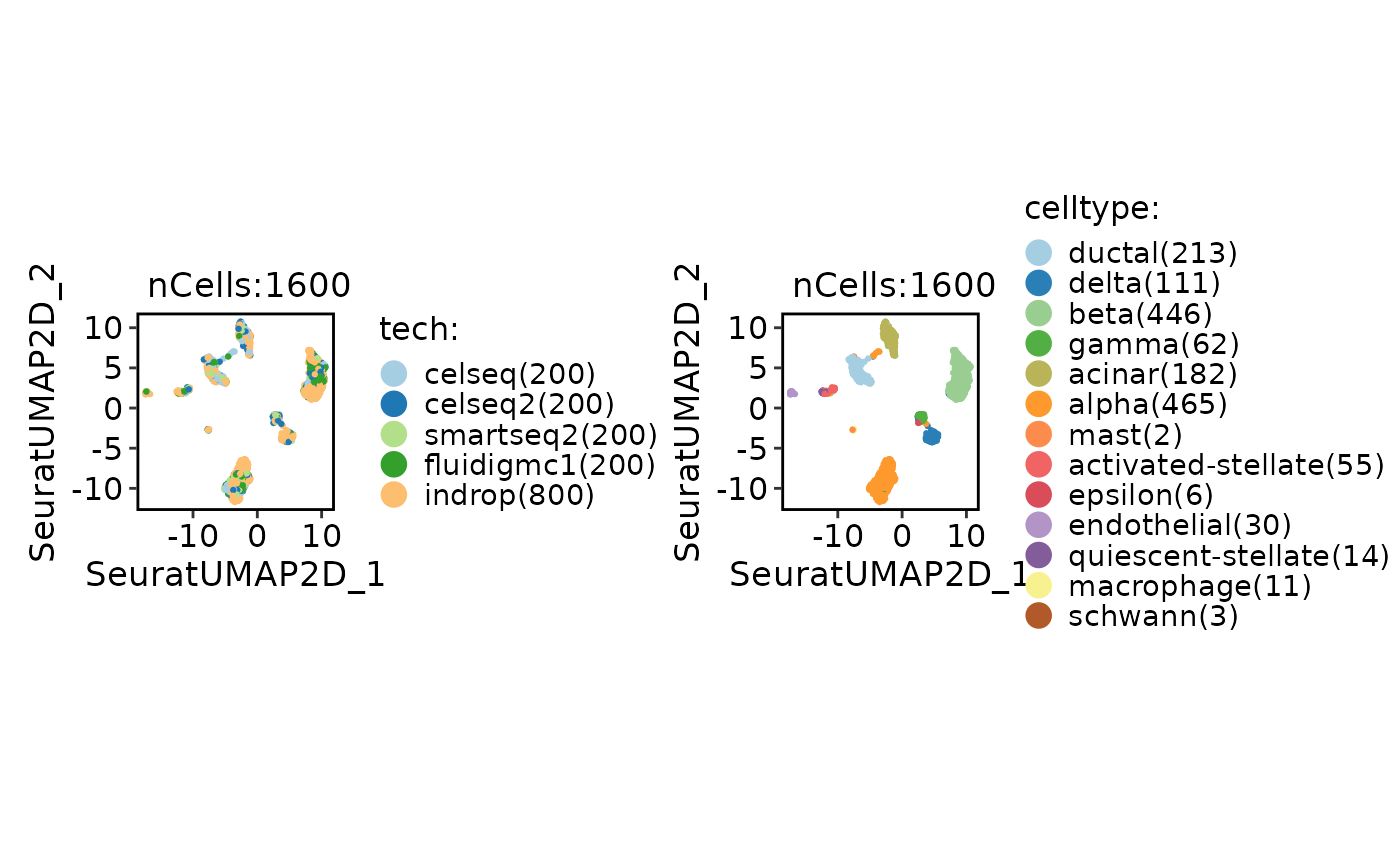 nCells:1600
SeuratUMAP2D_2
10
5
0
-5
-10
-10 0 10
SeuratUMAP2D_1
tech:
celseq(200)
celseq2(200)
smartseq2(200)
fluidigmc1(200)
indrop(800)
nCells:1600
SeuratUMAP2D_2
10
5
0
-5
-10
-10 0 10
SeuratUMAP2D_1
celltype:
ductal(213)
delta(111)
beta(446)
gamma(62)
acinar(182)
alpha(465)
mast(2)
activated-stellate(55)
epsilon(6)
endothelial(30)
quiescent-stellate(14)
macrophage(11)
schwann(3)